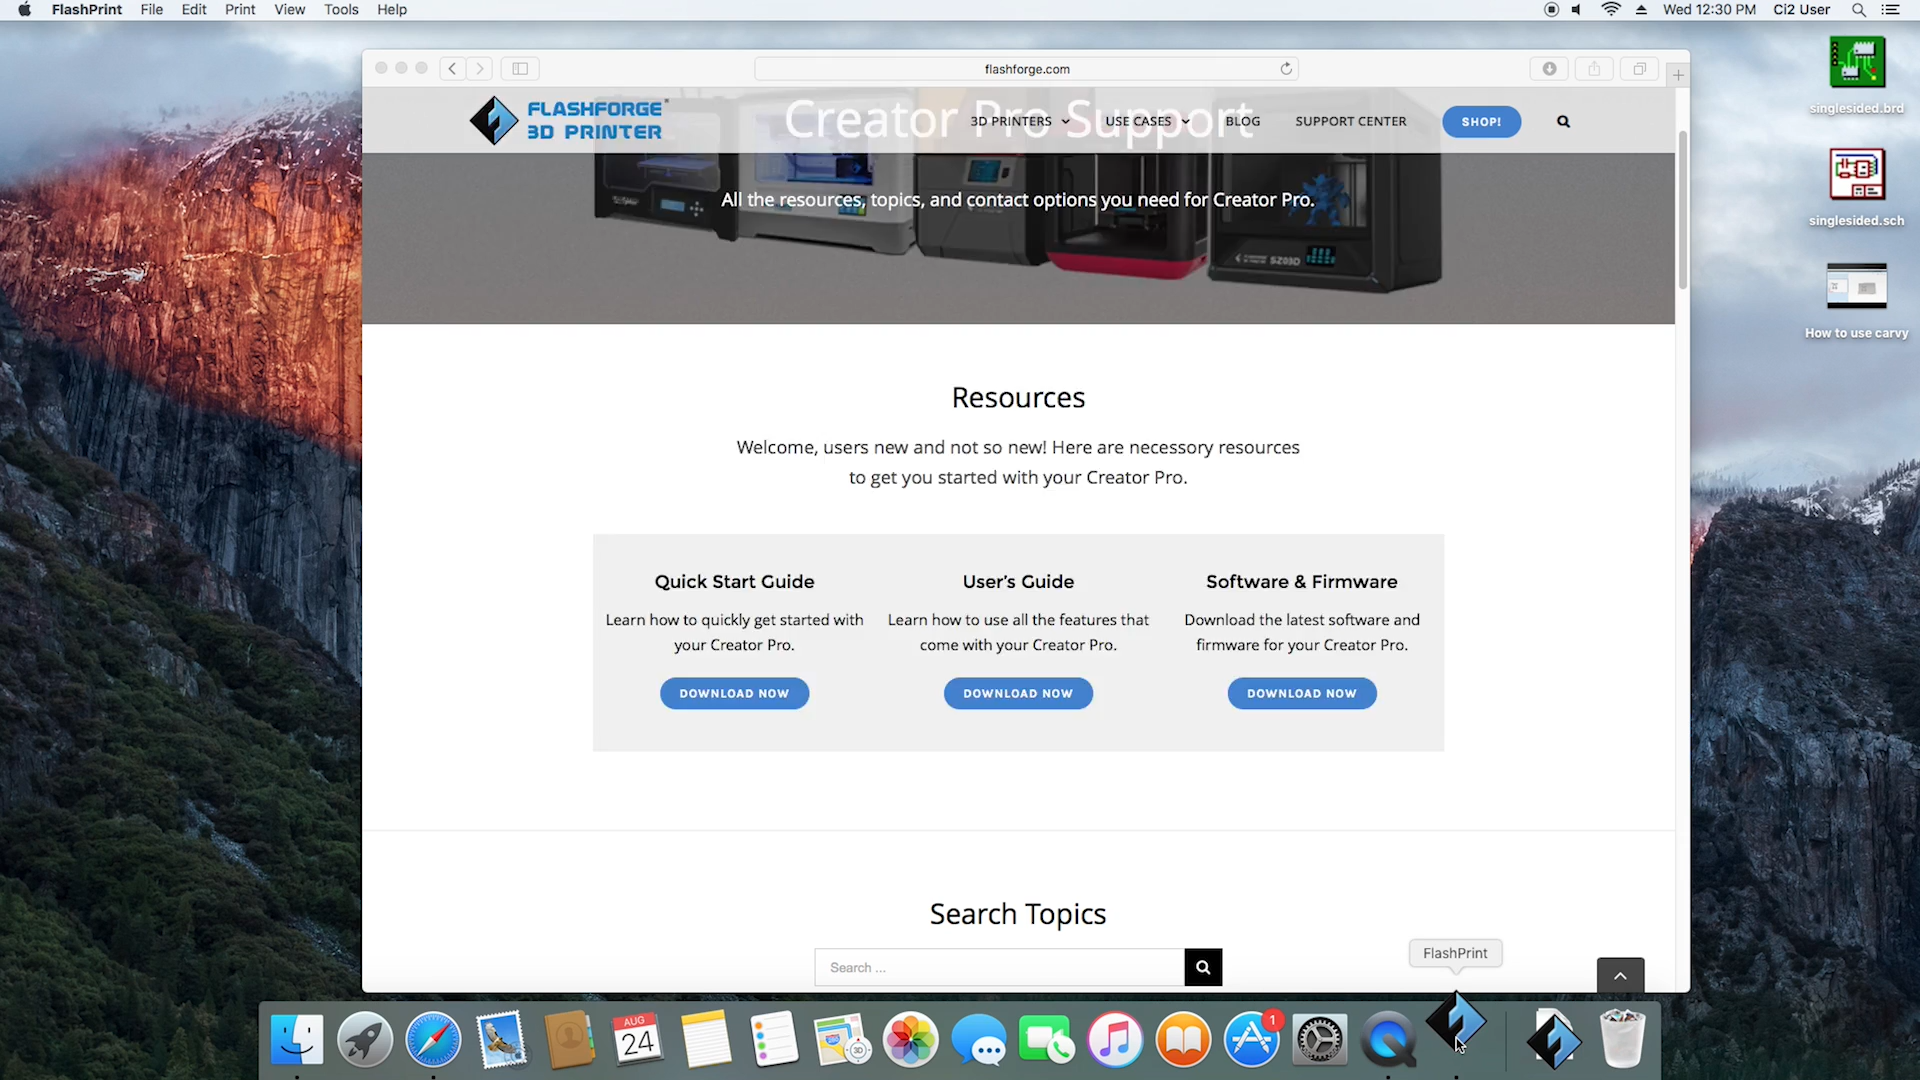 FlashPrint File Edit Print View Tools Help
Wed 12:30 PM Ci2 User
flashforge.com
FLASHFORGE
3D PRINTER
Creator Pro Support
3D PRINTERS USE CASES BLOG SUPPORT CENTER SHOP!
All the resources, topics, and contact options you need for Creator Pro.
Resources
Welcome, users new and not so new! Here are necessary resources
to get you started with your Creator Pro.
Quick Start Guide
Learn how to quickly get started with
your Creator Pro.
DOWNLOAD NOW
User's Guide
Learn how to use all the features that
come with your Creator Pro.
DOWNLOAD NOW
Software & Firmware
Download the latest software and
firmware for your Creator Pro.
DOWNLOAD NOW
Search Topics
Search ...
FlashPrint
singlesided.brd
singlesided.sch
How to use carvy
AUG
24
3D
1